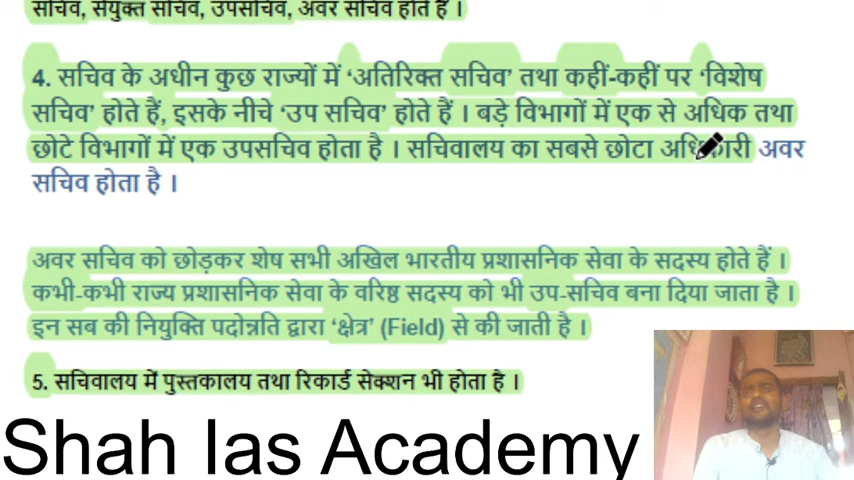 सचिव, संयुक्त सचिव, उपसचिव, अवर सचिव होते हैं ।
4. सचिव के अधीन कुछ राज्यों में ‘अतिरिक्त सचिव’ तथा कहीं-कहीं पर ‘विशेष
सचिव’ होते हैं, इसके नीचे ‘उप सचिव’ होते हैं । बड़े विभागों में एक से अधिक तथा
छोटे विभागों में एक उपसचिव होता है । सचिवालय का सबसे छोटा अधिकारी अवर
सचिव होता है ।
अवर सचिव को छोड़कर शेष सभी अखिल भारतीय प्रशासनिक सेवा के सदस्य होते हैं ।
कभी-कभी राज्य प्रशासनिक सेवा के वरिष्ठ सदस्य को भी उप-सचिव बना दिया जाता है ।
इन सब की नियुक्ति पदोन्नति द्वारा ‘क्षेत्र’ (Field) से की जाती है ।
5. सचिवालय में पुस्तकालय तथा रिकार्ड सेक्शन भी होता है ।
Shah Ias Academy